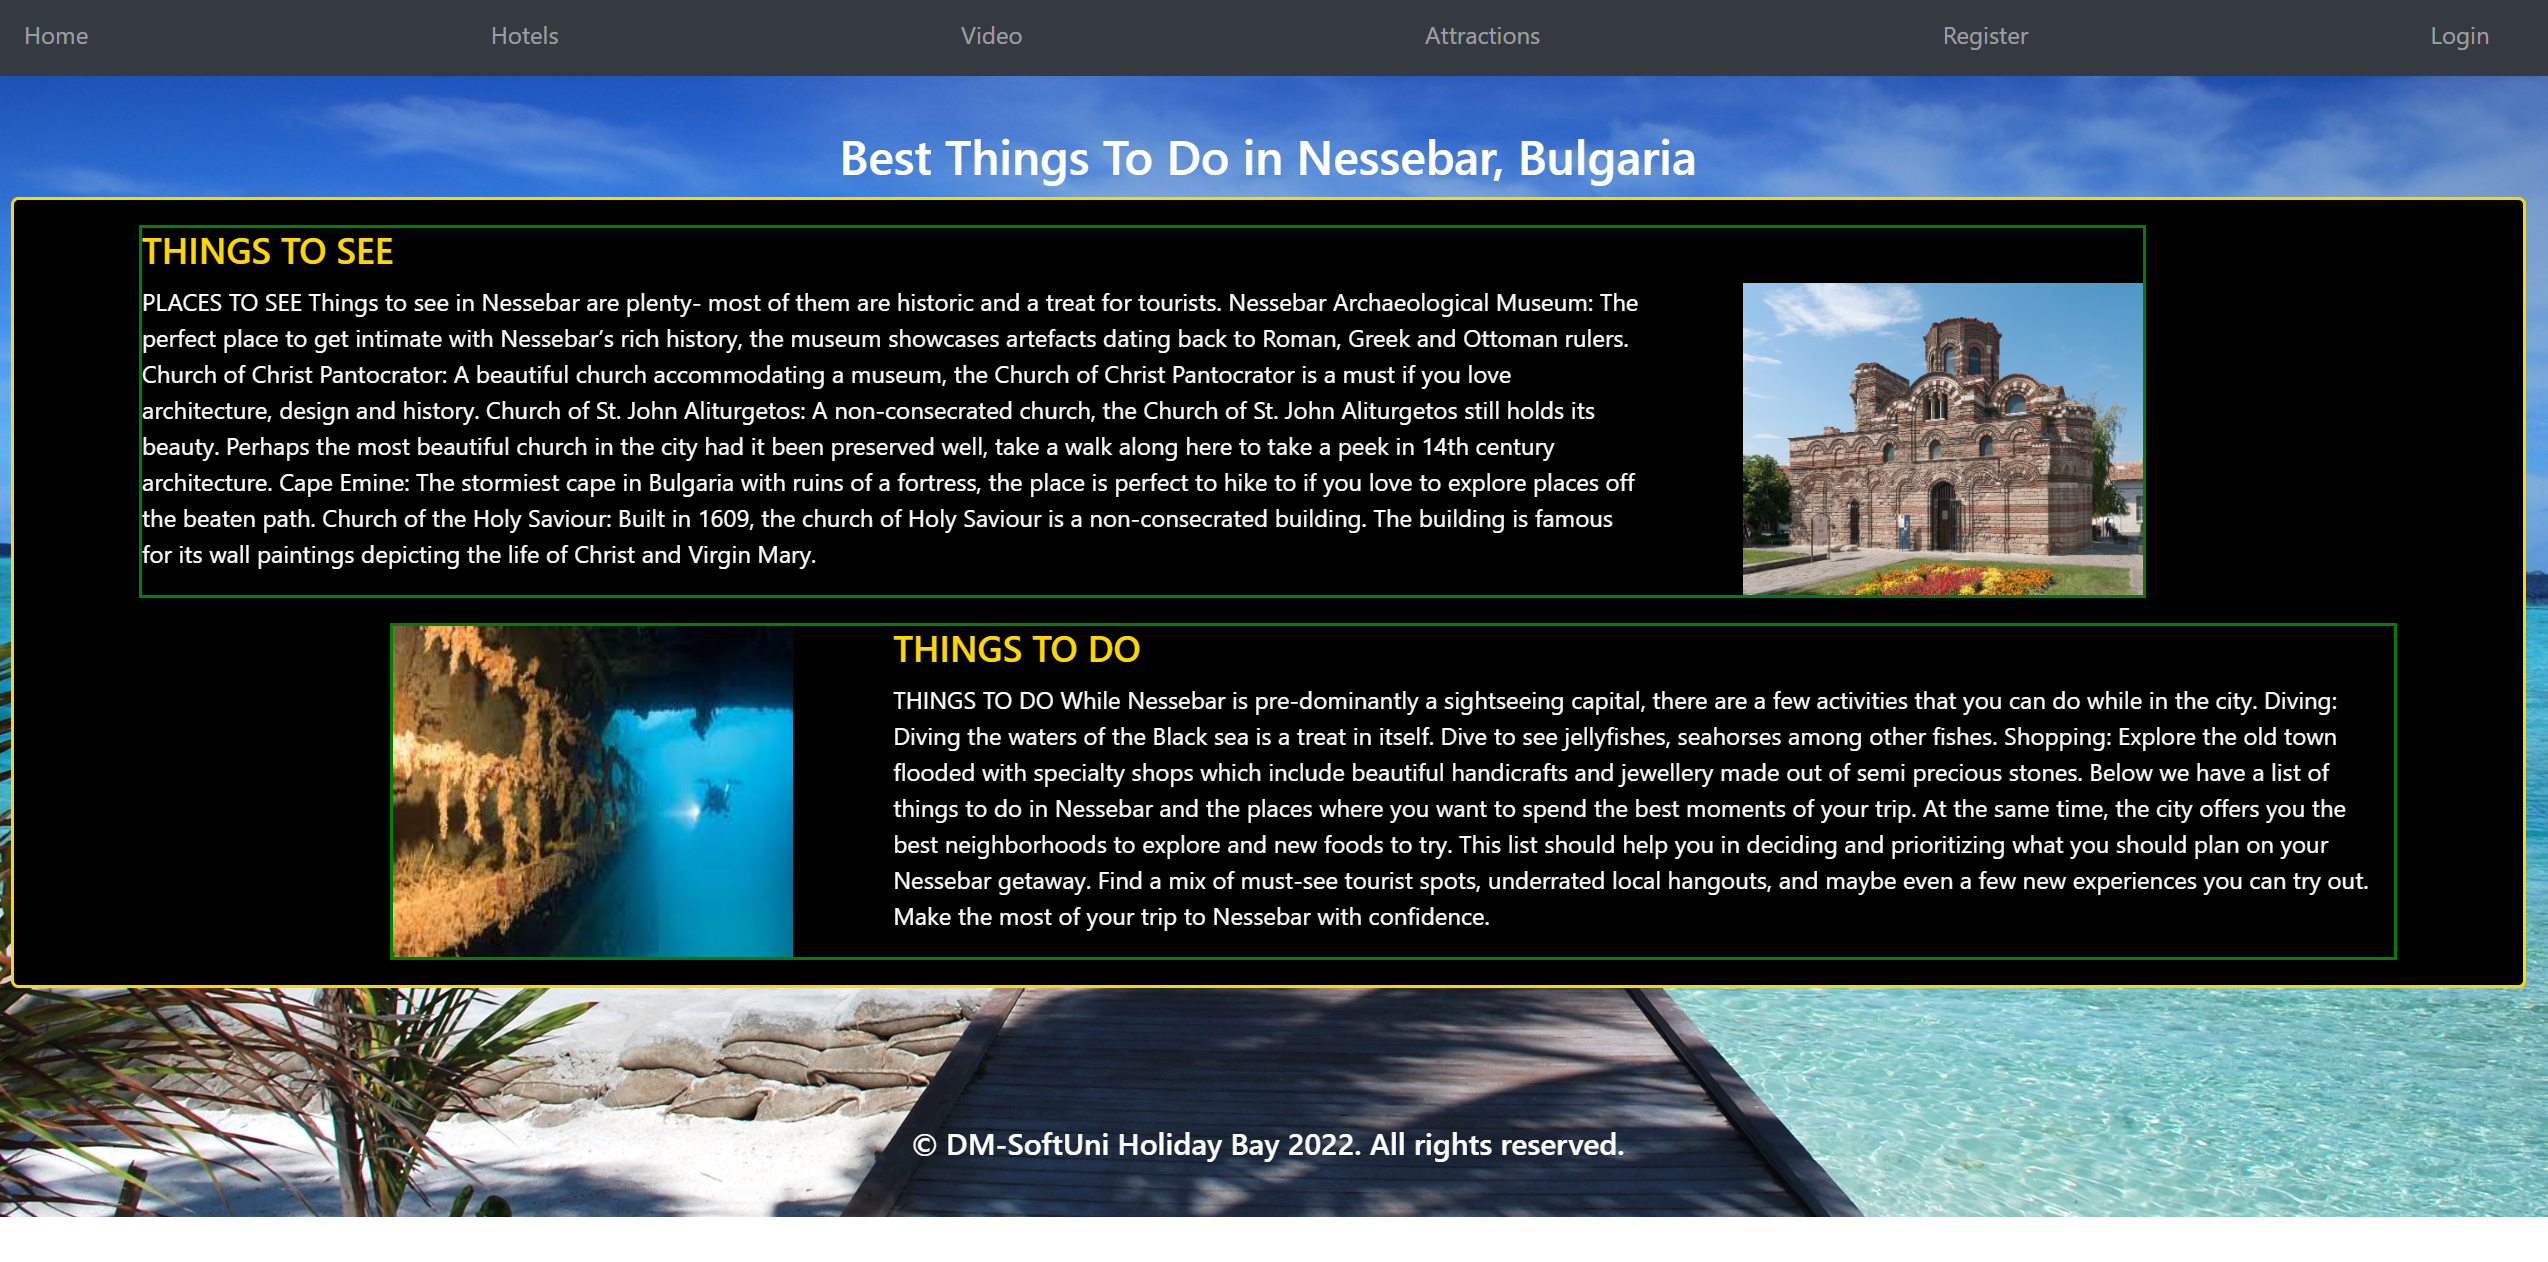 Home Hotels Video Attractions Register Login
Best Things To Do in Nessebar, Bulgaria
THINGS TO SEE
PLACES TO SEE Things to see in Nessebar are plenty- most of them are historic and a treat for tourists. Nessebar Archaeological Museum: The
perfect place to get intimate with Nessebar’s rich history, the museum showcases artefacts dating back to Roman, Greek and Ottoman rulers.
Church of Christ Pantocrator: A beautiful church accommodating a museum, the Church of Christ Pantocrator is a must if you love
architecture, design and history. Church of St. John Aliturgetos: A non-consecrated church, the Church of St. John Aliturgetos still holds its
beauty. Perhaps the most beautiful church in the city had it been preserved well, take a walk along here to take a peek in 14th century
architecture. Cape Emine: The stormiest cape in Bulgaria with ruins of a fortress, the place is perfect to hike to if you love to explore places off
the beaten path. Church of the Holy Saviour: Built in 1609, the church of Holy Saviour is a non-consecrated building. The building is famous
for its wall paintings depicting the life of Christ and Virgin Mary.
THINGS TO DO
THINGS TO DO While Nessebar is pre-dominantly a sightseeing capital, there are a few activities that you can do while in the city. Diving:
Diving the waters of the Black sea is a treat in itself. Dive to see jellyfishes, seahorses among other fishes. Shopping: Explore the old town
flooded with specialty shops which include beautiful handicrafts and jewellery made out of semi precious stones. Below we have a list of
things to do in Nessebar and the places where you want to spend the best moments of your trip. At the same time, the city offers you the
best neighborhoods to explore and new foods to try. This list should help you in deciding and prioritizing what you should plan on your
Nessebar getaway. Find a mix of must-see tourist spots, underrated local hangouts, and maybe even a few new experiences you can try out.
Make the most of your trip to Nessebar with confidence.
© DM-SoftUni Holiday Bay 2022. All rights reserved.